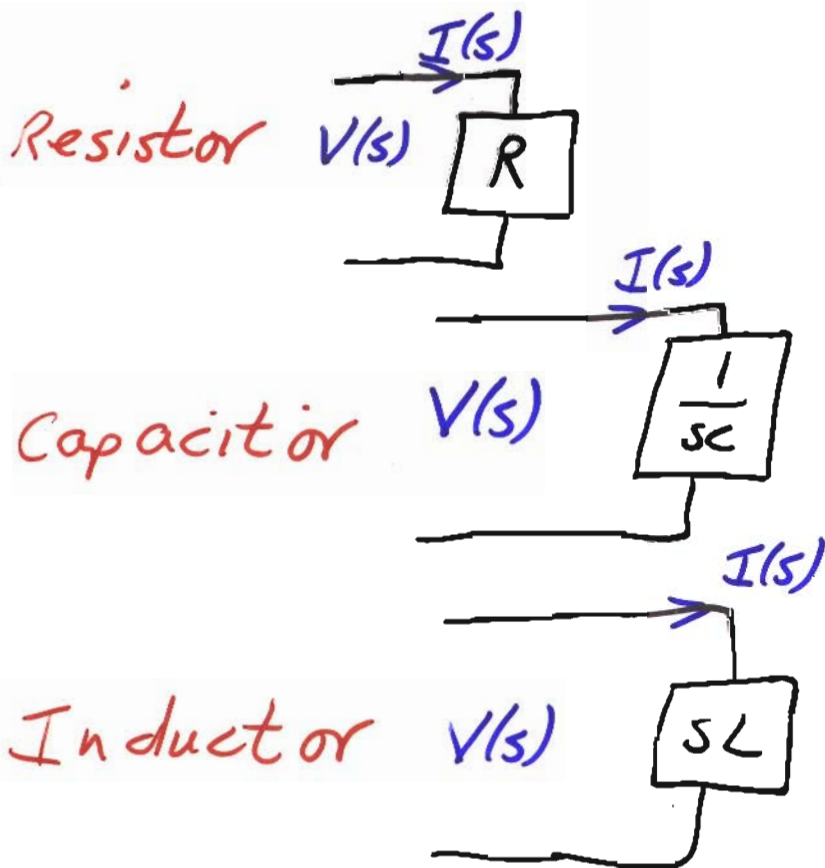 I(s)
Resistor V(s) R
I(s)
Capacitor V(s) 1
sc
I(s)
Inductor V(s) SL